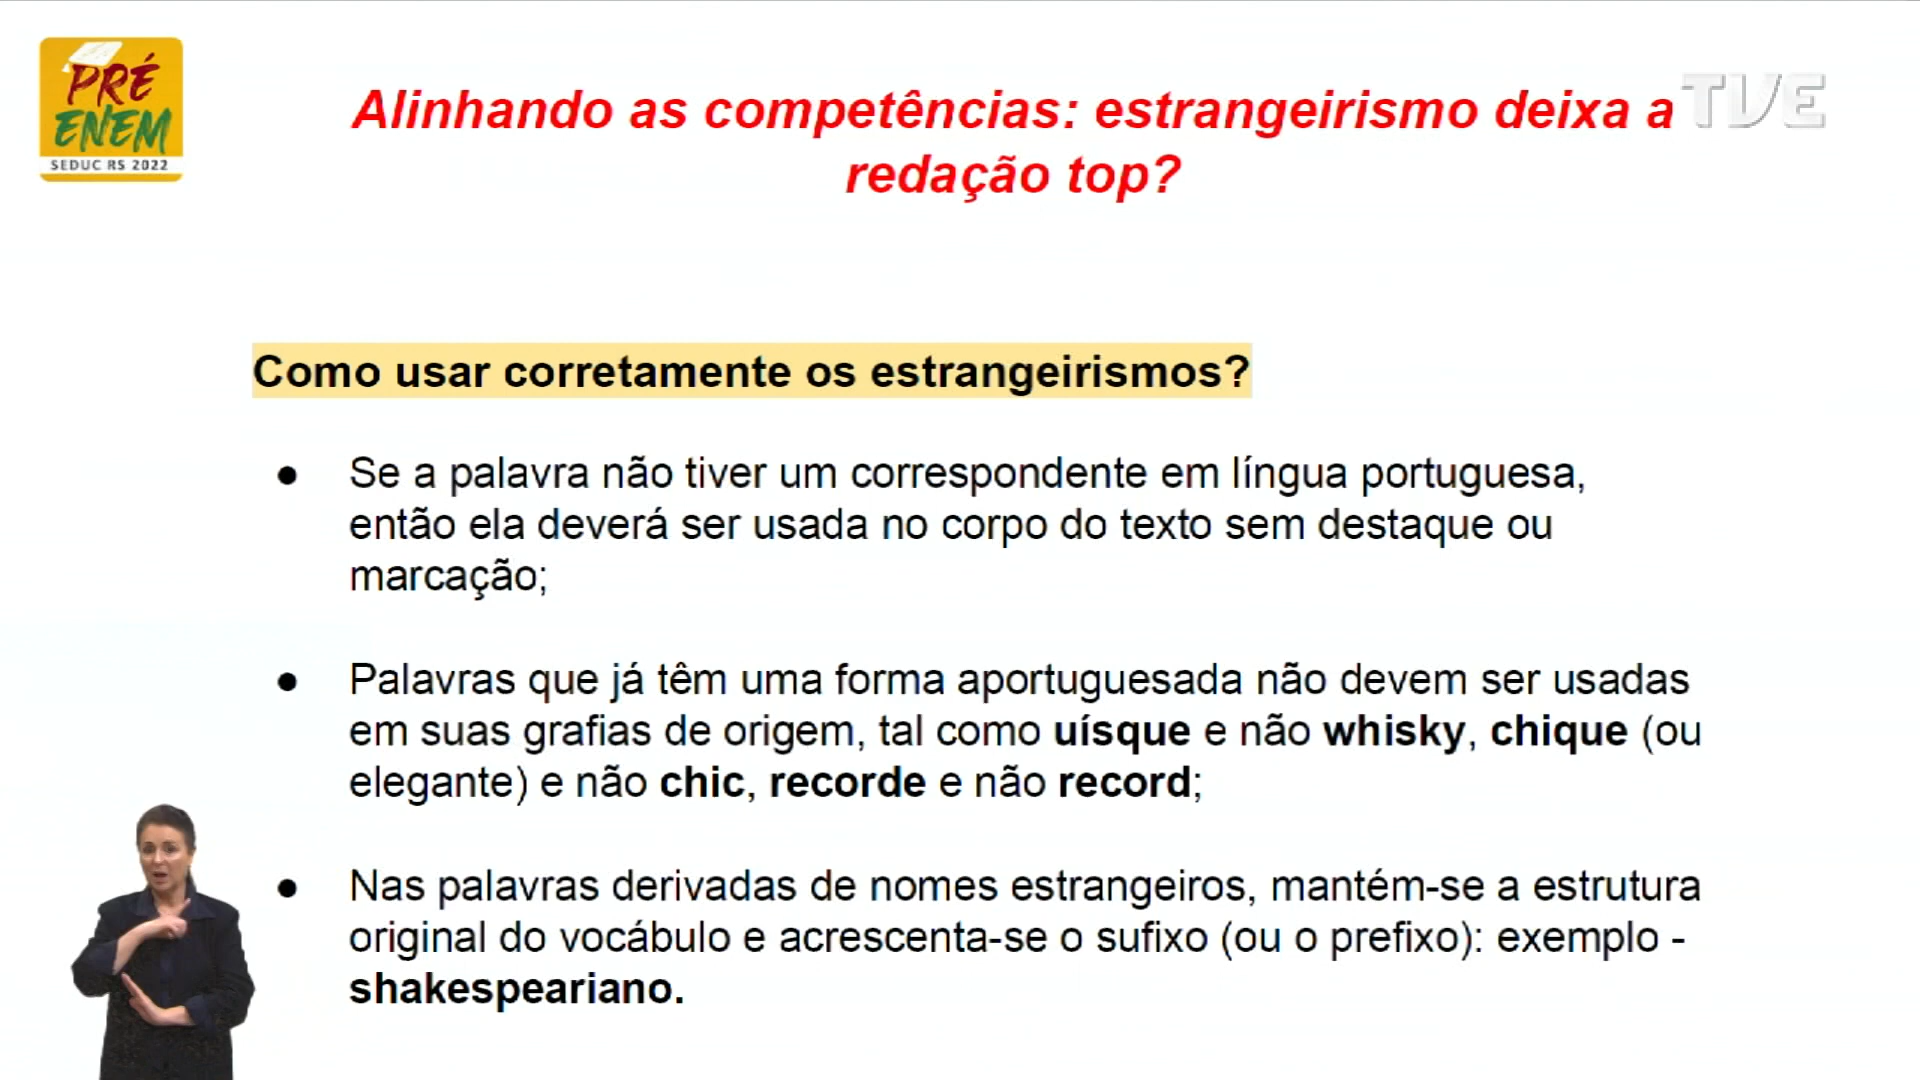 PRÉ
ENEM
SEDUC RS 2022
Alinhando as competências: estrangeirismo deixa a
redação top?
TVE
Como usar corretamente os estrangeirismos?
● Se a palavra não tiver um correspondente em língua portuguesa,
então ela deverá ser usada no corpo do texto sem destaque ou
marcação;
● Palavras que já têm uma forma aportuguesada não devem ser usadas
em suas grafias de origem, tal como uísque e não whisky, chique (ou
elegante) e não chic, recorde e não record;
● Nas palavras derivadas de nomes estrangeiros, mantém-se a estrutura
original do vocábulo e acrescenta-se o sufixo (ou o prefixo): exemplo -
shakespeariano.